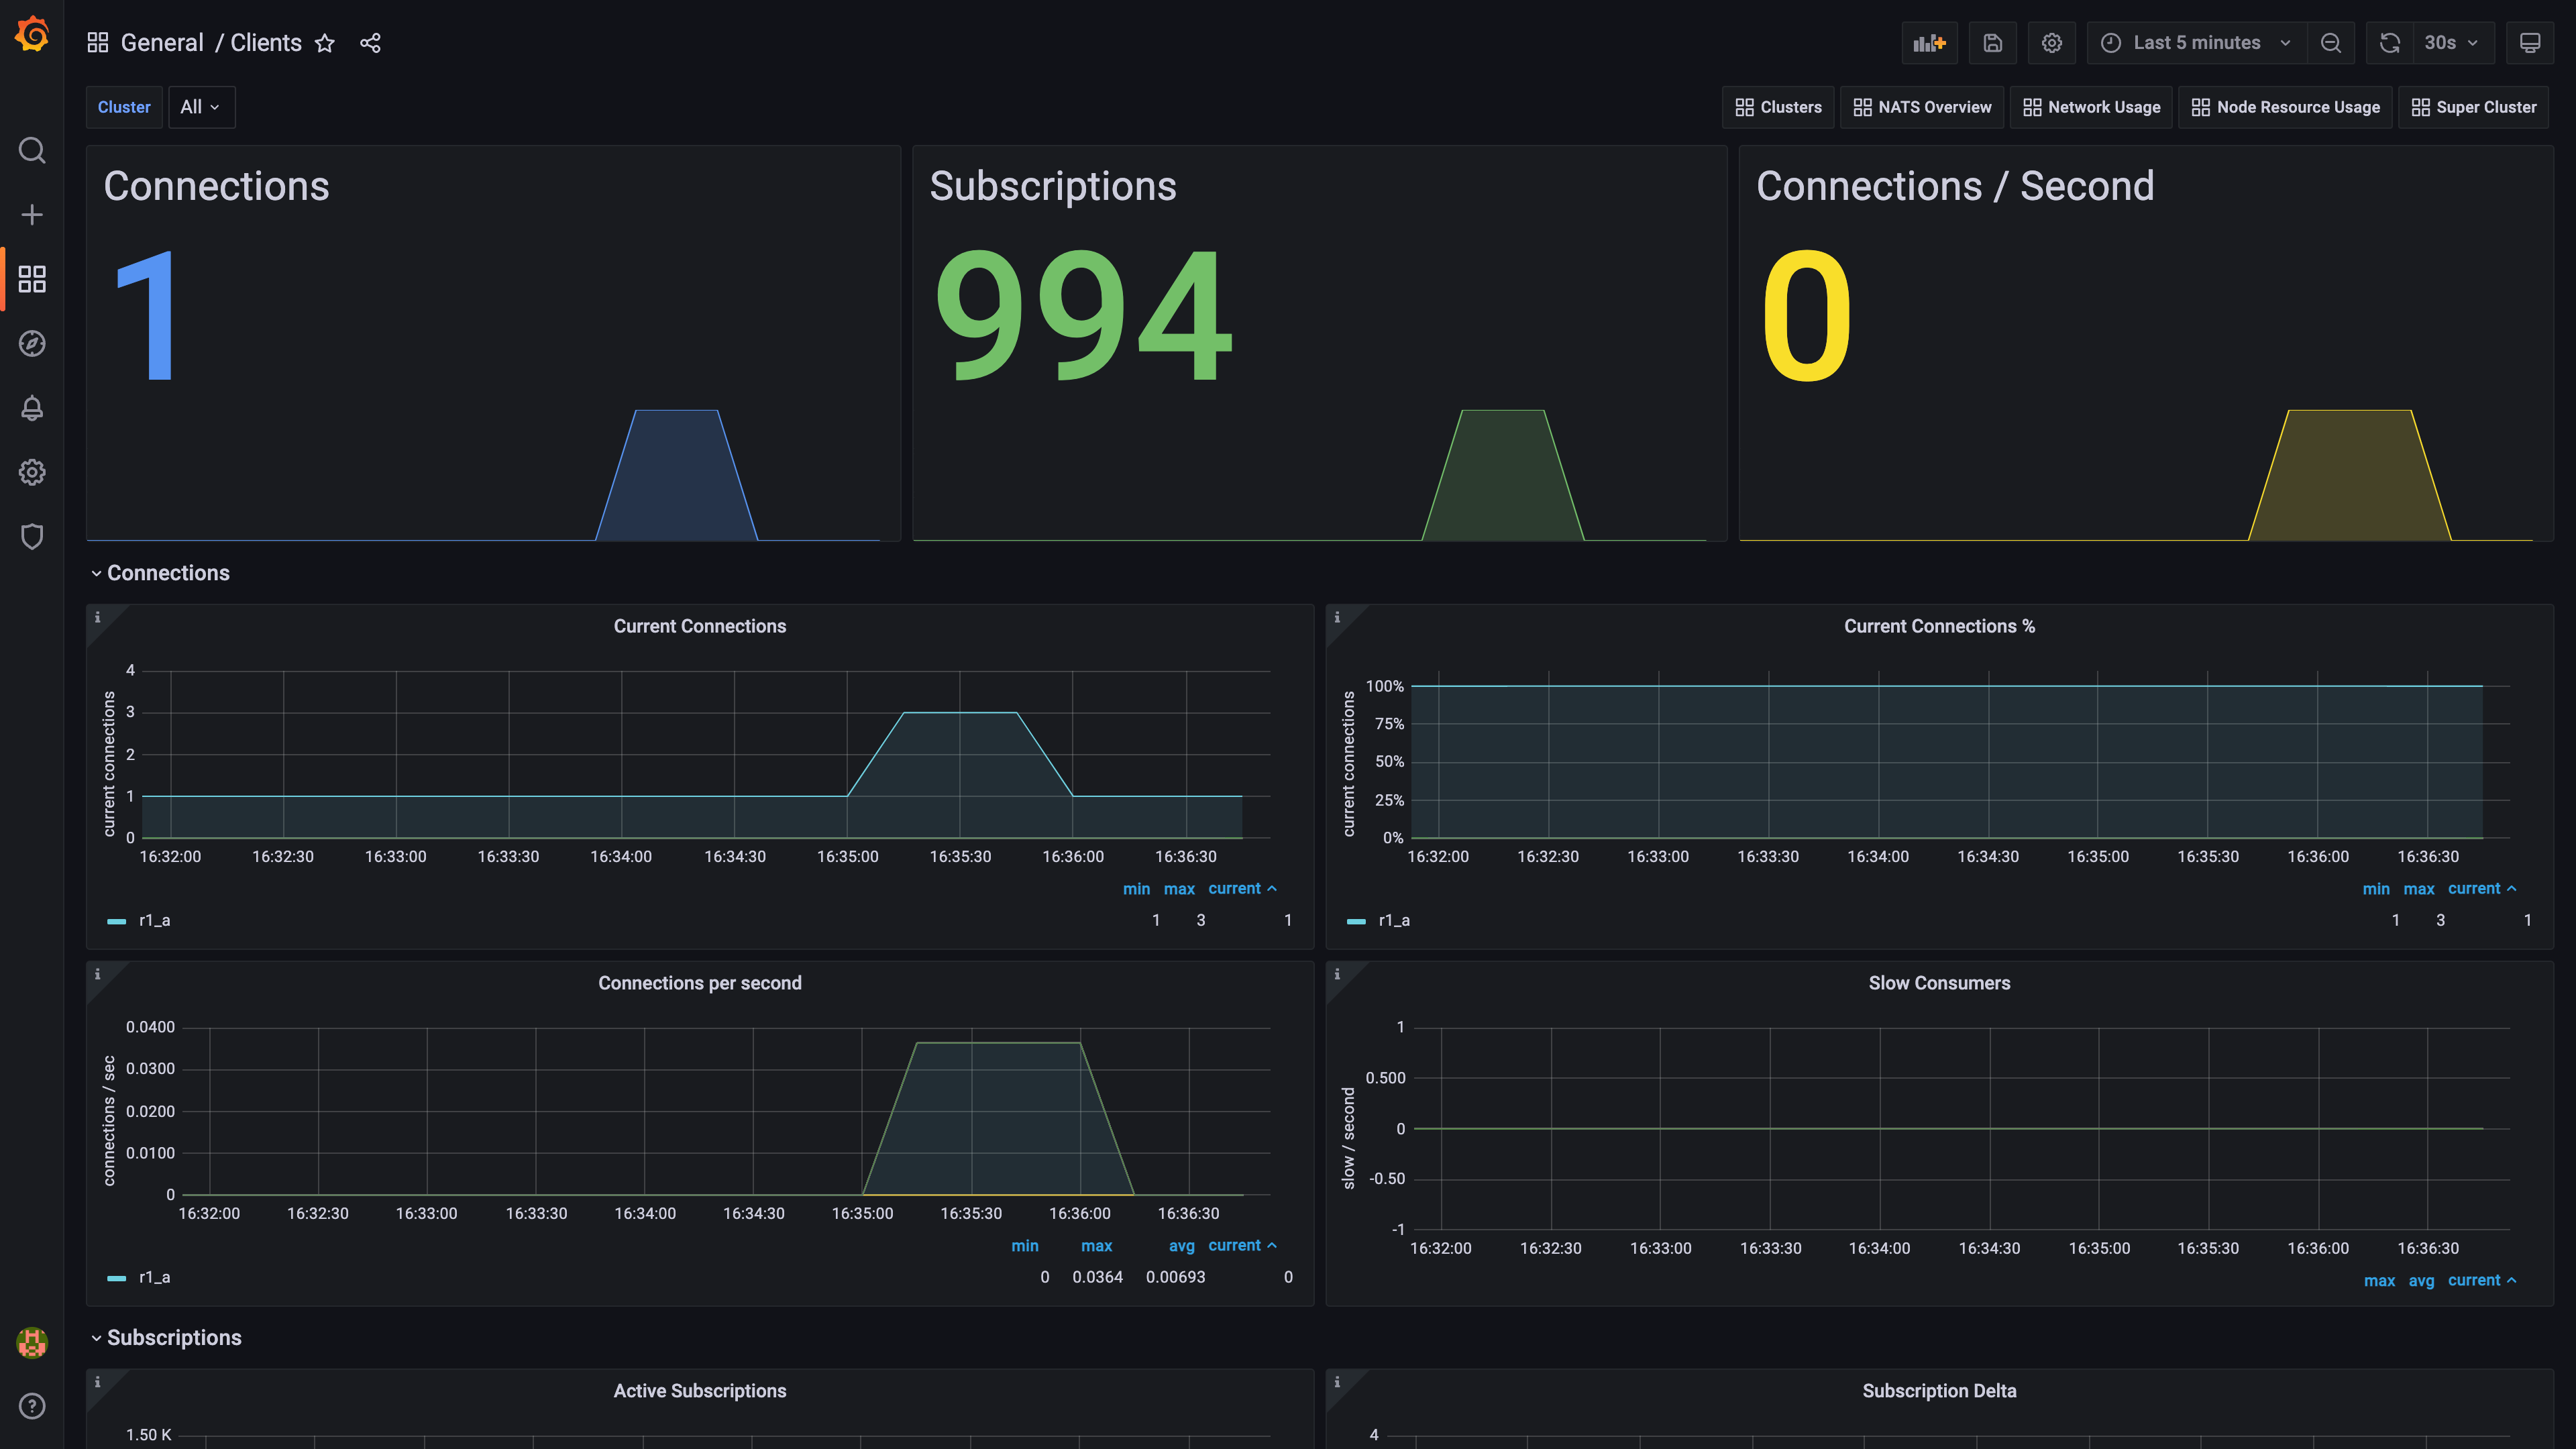 General / Clients
Last 5 minutes
30s
Cluster
All
Clusters
NATS Overview
Network Usage
Node Resource Usage
Super Cluster
Connections
1
Subscriptions
994
Connections / Second
0
Connections
Current Connections
current connections
4
3
2
1
0
16:32:00 16:32:30 16:33:00 16:33:30 16:34:00 16:34:30 16:35:00 16:35:30 16:36:00 16:36:30
min max current
r1_a 1 3 1
Current Connections %
current connections
100%
75%
50%
25%
0%
16:32:00 16:32:30 16:33:00 16:33:30 16:34:00 16:34:30 16:35:00 16:35:30 16:36:00 16:36:30
min max current
r1_a 1 3 1
Connections per second
connections / sec
0.0400
0.0300
0.0200
0.0100
0
16:32:00 16:32:30 16:33:00 16:33:30 16:34:00 16:34:30 16:35:00 16:35:30 16:36:00 16:36:30
min max avg current
r1_a 0 0.0364 0.00693 0
Slow Consumers
slow / second
1
0.500
0
-0.50
-1
16:32:00 16:32:30 16:33:00 16:33:30 16:34:00 16:34:30 16:35:00 16:35:30 16:36:00 16:36:30
max avg current
Subscriptions
Active Subscriptions
1.50 K
Subscription Delta
4